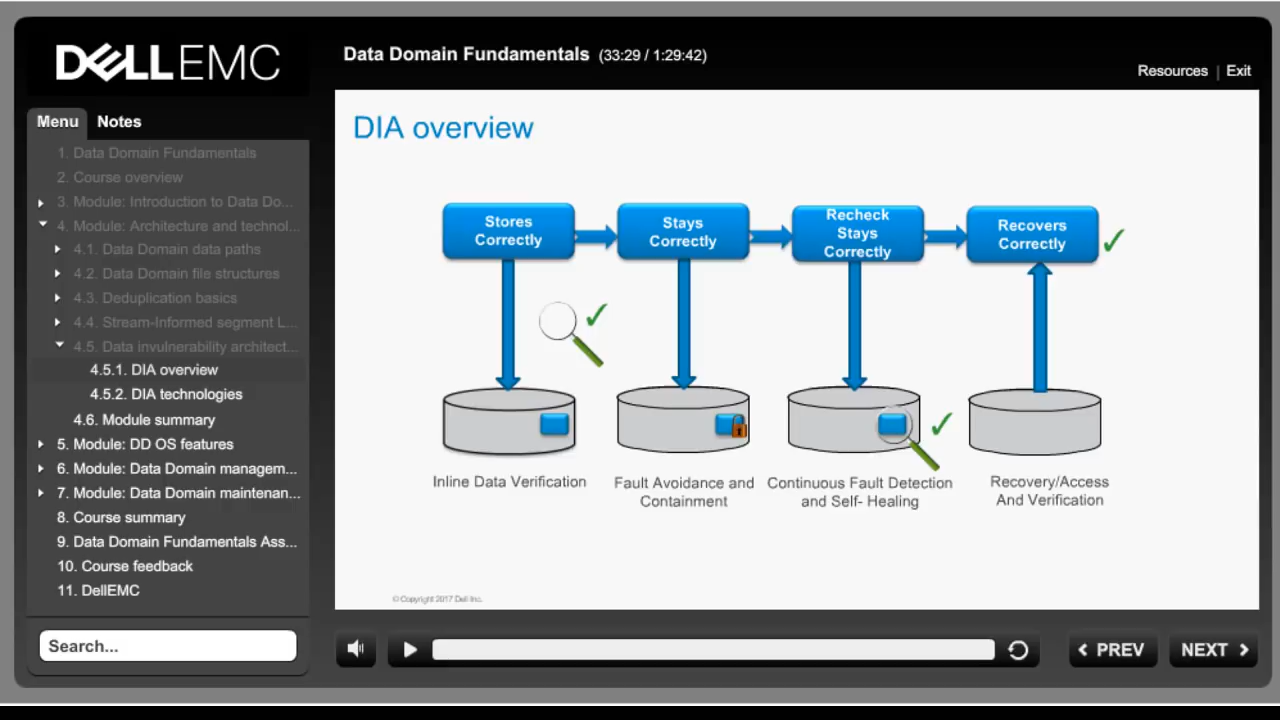 DELLEMC
Data Domain Fundamentals (33:29 / 1:29:42)
Resources | Exit
Menu Notes
1. Data Domain Fundamentals
2. Course overview
3. Module: Introduction to Data Do...
4. Module: Architecture and technol...
4.1. Data Domain data paths
4.2. Data Domain file structures
4.3. Deduplication basics
4.4. Stream-Informed segment L...
4.5. Data invulnerability architect...
4.5.1. DIA overview
4.5.2. DIA technologies
4.6. Module summary
5. Module: DD OS features
6. Module: Data Domain managem...
7. Module: Data Domain maintenan...
8. Course summary
9. Data Domain Fundamentals Ass...
10. Course feedback
11. DellEMC
Search...
DIA overview
Stores
Correctly
Stays
Correctly
Recheck
Stays
Correctly
Recovers
Correctly
Inline Data Verification
Fault Avoidance and
Containment
Continuous Fault Detection
and Self- Healing
Recovery/Access
And Verification
© Copyright 2017 Dell Inc.
PREV
NEXT